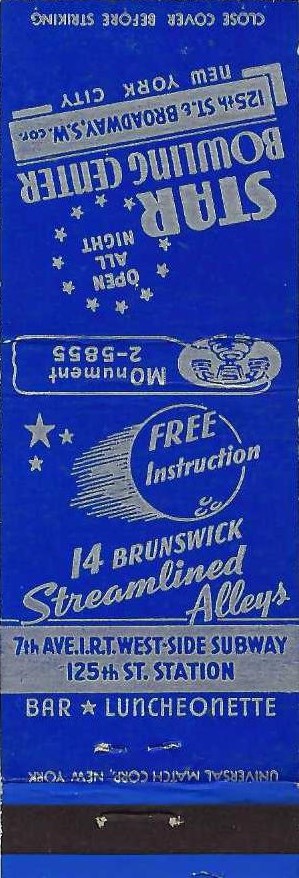 CLOSE COVER BEFORE STRIKING
STAR
BOWLING CENTER
125th ST. & BROADWAY, S.W. cor.
NEW YORK CITY
OPEN
ALL
NIGHT
MOnument
2-5855
FREE
Instruction
14 BRUNSWICK
Streamlined
Alleys
7th AVE. I.R.T. WEST-SIDE SUBWAY
125th ST. STATION
BAR ★ LUNCHEONETTE
UNIVERSAL MATCH CORP., NEW YORK